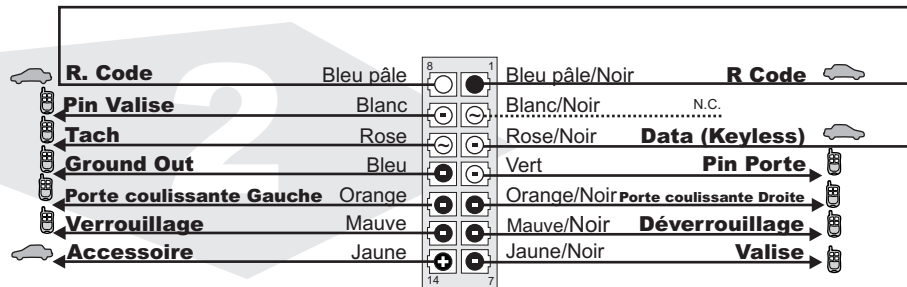 2
8 1
R. Code Bleu pâle Bleu pâle/Noir R Code
Pin Valise Blanc Blanc/Noir N.C.
Tach Rose Rose/Noir Data (Keyless)
Ground Out Bleu Vert Pin Porte
Porte coulissante Gauche Orange Orange/Noir Porte coulissante Droite
Verrouillage Mauve Mauve/Noir Déverrouillage
Accessoire Jaune Jaune/Noir Valise
14 7